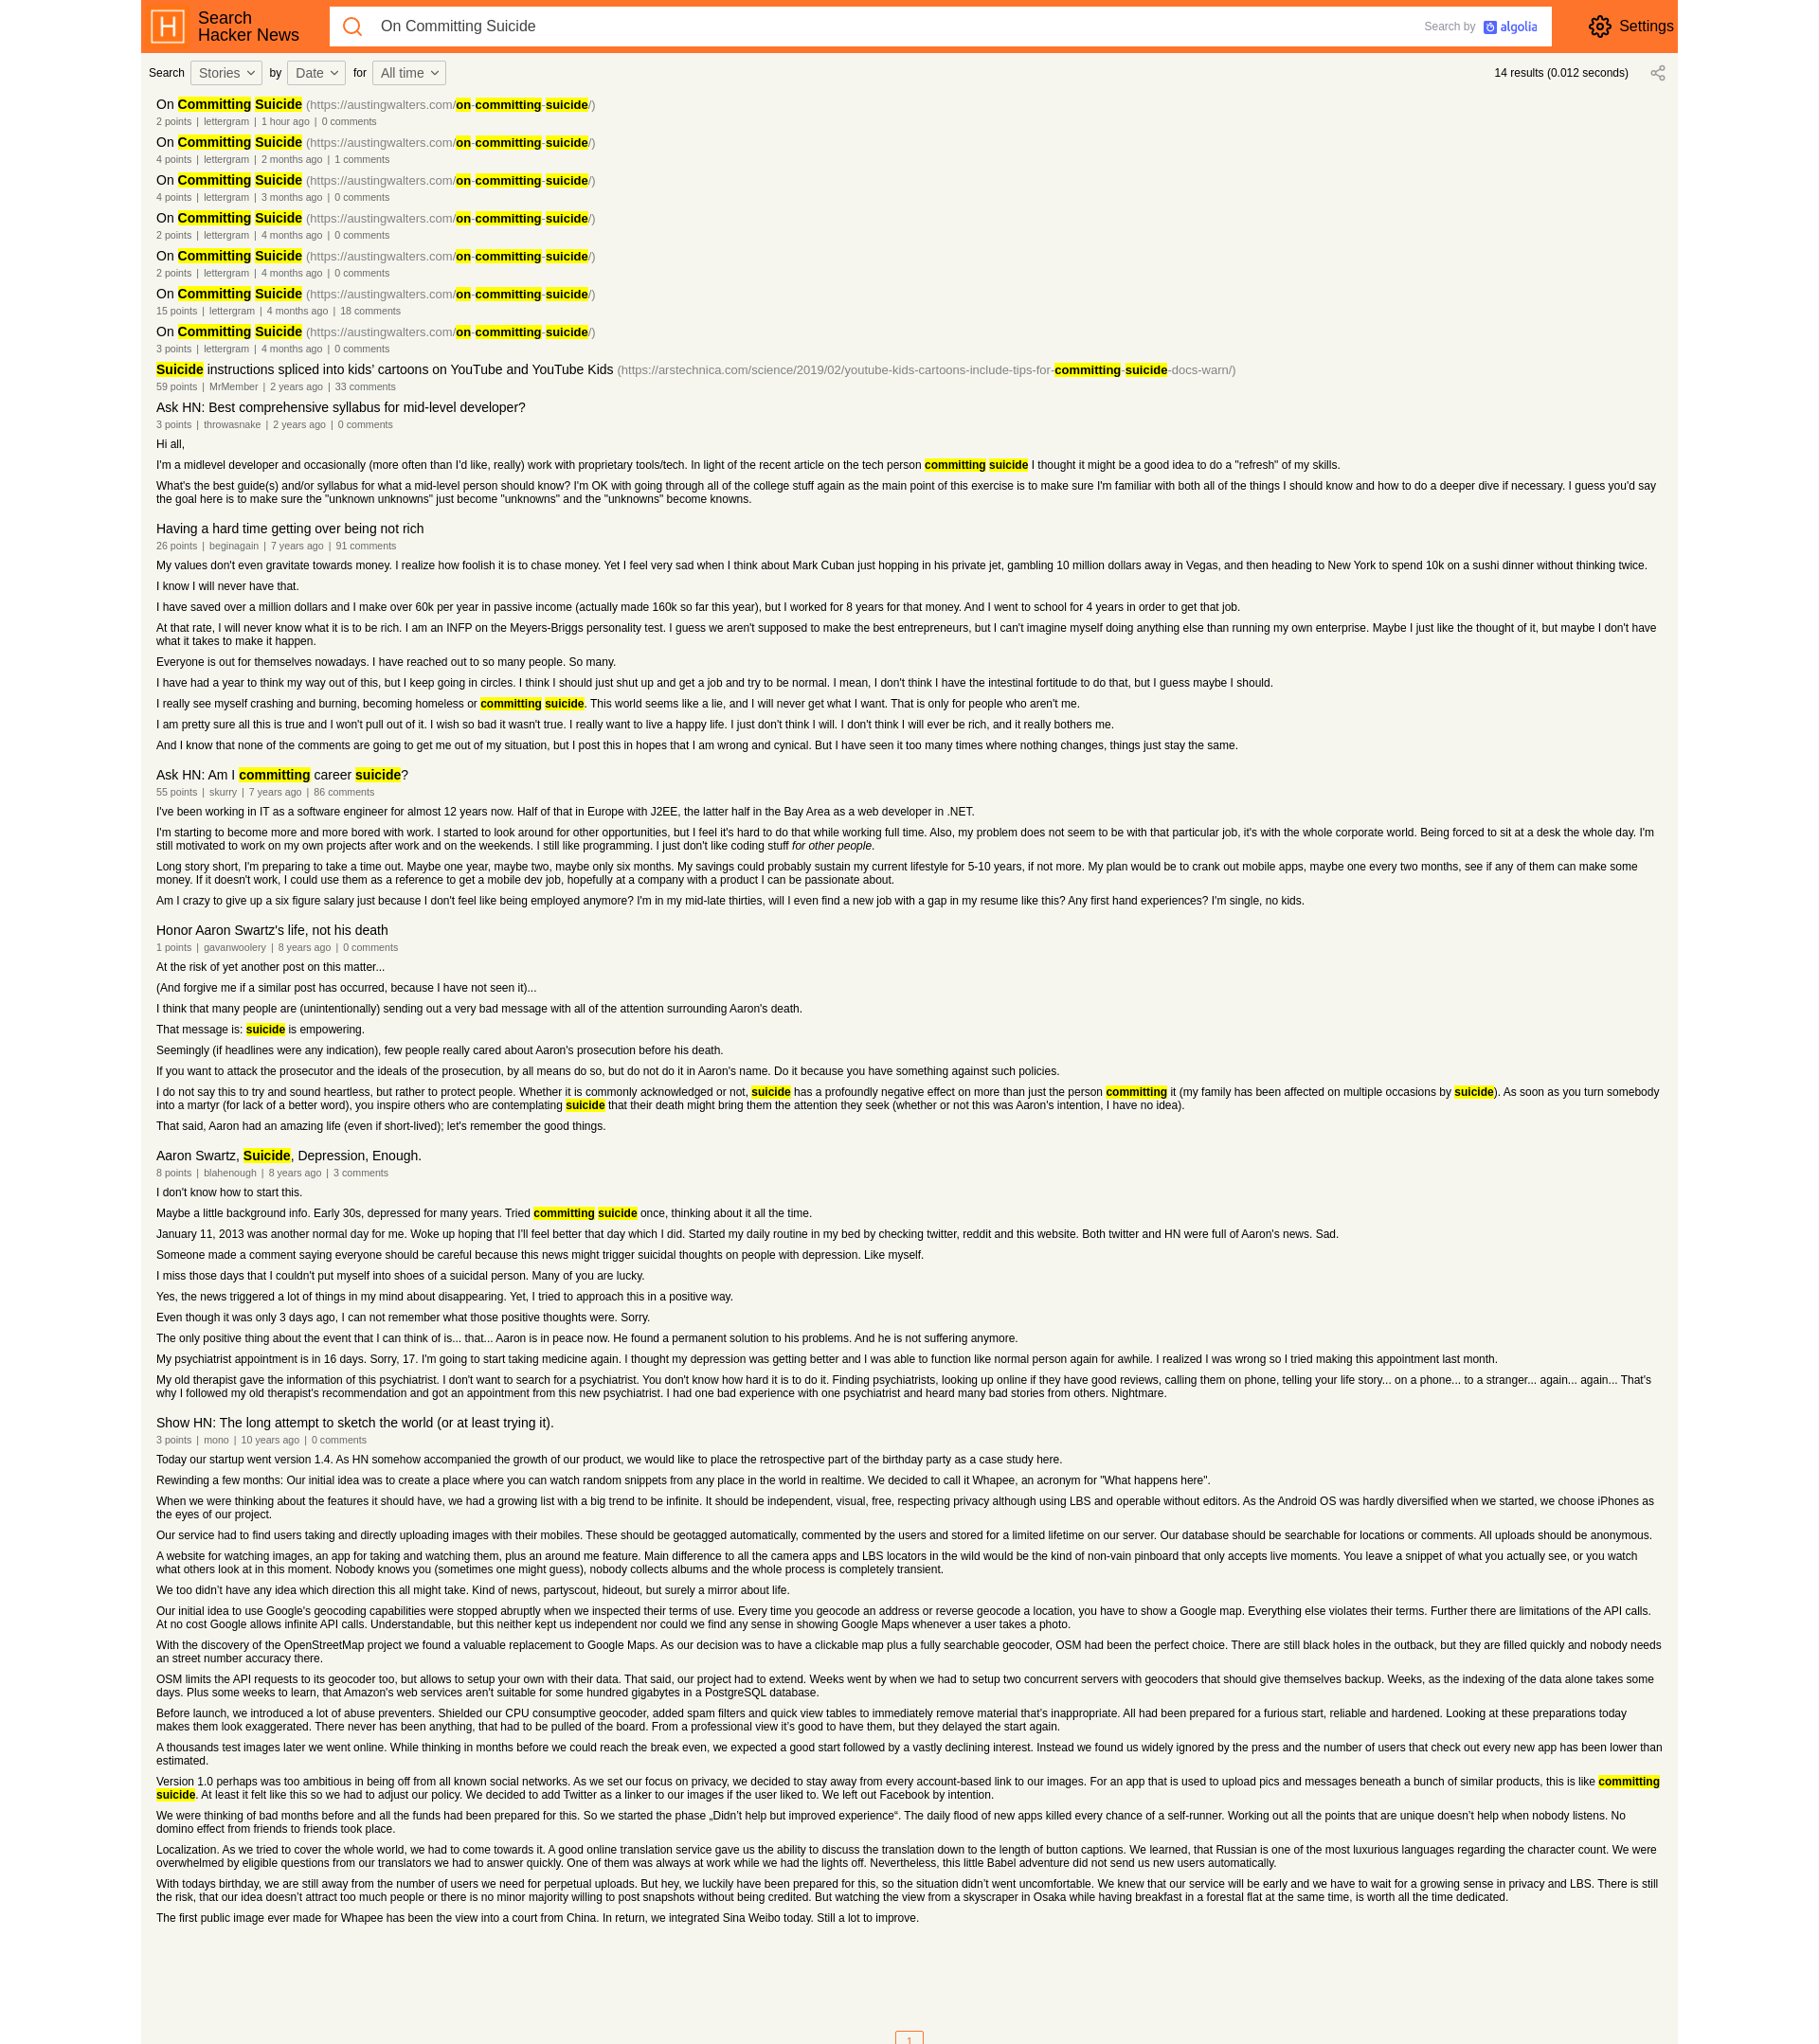 Search
Hacker News
On Committing Suicide
Search by algolia
Settings
Search Stories by Date for All time
14 results (0.012 seconds)
On Committing Suicide (https://austingwalters.com/on-committing-suicide/)
2 points | lettergram | 1 hour ago | 0 comments
On Committing Suicide (https://austingwalters.com/on-committing-suicide/)
4 points | lettergram | 2 months ago | 1 comments
On Committing Suicide (https://austingwalters.com/on-committing-suicide/)
4 points | lettergram | 3 months ago | 0 comments
On Committing Suicide (https://austingwalters.com/on-committing-suicide/)
2 points | lettergram | 4 months ago | 0 comments
On Committing Suicide (https://austingwalters.com/on-committing-suicide/)
2 points | lettergram | 4 months ago | 0 comments
On Committing Suicide (https://austingwalters.com/on-committing-suicide/)
15 points | lettergram | 4 months ago | 18 comments
On Committing Suicide (https://austingwalters.com/on-committing-suicide/)
3 points | lettergram | 4 months ago | 0 comments
Suicide instructions spliced into kids' cartoons on YouTube and YouTube Kids (https://arstechnica.com/science/2019/02/youtube-kids-cartoons-include-tips-for-committing-suicide-docs-warn/)
59 points | MrMember | 2 years ago | 33 comments
Ask HN: Best comprehensive syllabus for mid-level developer?
3 points | throwasnake | 2 years ago | 0 comments
Hi all,
I'm a midlevel developer and occasionally (more often than I'd like, really) work with proprietary tools/tech. In light of the recent article on the tech person committing suicide I thought it might be a good idea to do a "refresh" of my skills.
What's the best guide(s) and/or syllabus for what a mid-level person should know? I'm OK with going through all of the college stuff again as the main point of this exercise is to make sure I'm familiar with both all of the things I should know and how to do a deeper dive if necessary. I guess you'd say
the goal here is to make sure the "unknown unknowns" just become "unknowns" and the "unknowns" become knowns.
Having a hard time getting over being not rich
26 points | beginagain | 7 years ago | 91 comments
My values don't even gravitate towards money. I realize how foolish it is to chase money. Yet I feel very sad when I think about Mark Cuban just hopping in his private jet, gambling 10 million dollars away in Vegas, and then heading to New York to spend 10k on a sushi dinner without thinking twice.
I know I will never have that.
I have saved over a million dollars and I make over 60k per year in passive income (actually made 160k so far this year), but I worked for 8 years for that money. And I went to school for 4 years in order to get that job.
At that rate, I will never know what it is to be rich. I am an INFP on the Meyers-Briggs personality test. I guess we aren't supposed to make the best entrepreneurs, but I can't imagine myself doing anything else than running my own enterprise. Maybe I just like the thought of it, but maybe I don't have
what it takes to make it happen.
Everyone is out for themselves nowadays. I have reached out to so many people. So many.
I have had a year to think my way out of this, but I keep going in circles. I think I should just shut up and get a job and try to be normal. I mean, I don't think I have the intestinal fortitude to do that, but I guess maybe I should.
I really see myself crashing and burning, becoming homeless or committing suicide. This world seems like a lie, and I will never get what I want. That is only for people who aren't me.
I am pretty sure all this is true and I won't pull out of it. I wish so bad it wasn't true. I really want to live a happy life. I just don't think I will. I don't think I will ever be rich, and it really bothers me.
And I know that none of the comments are going to get me out of my situation, but I post this in hopes that I am wrong and cynical. But I have seen it too many times where nothing changes, things just stay the same.
Ask HN: Am I committing career suicide?
55 points | skurry | 7 years ago | 86 comments
I've been working in IT as a software engineer for almost 12 years now. Half of that in Europe with J2EE, the latter half in the Bay Area as a web developer in .NET.
I'm starting to become more and more bored with work. I started to look around for other opportunities, but I feel it's hard to do that while working full time. Also, my problem does not seem to be with that particular job, it's with the whole corporate world. Being forced to sit at a desk the whole day. I'm
still motivated to work on my own projects after work and on the weekends. I still like programming. I just don't like coding stuff for other people.
Long story short, I'm preparing to take a time out. Maybe one year, maybe two, maybe only six months. My savings could probably sustain my current lifestyle for 5-10 years, if not more. My plan would be to crank out mobile apps, maybe one every two months, see if any of them can make some
money. If it doesn't work, I could use them as a reference to get a mobile dev job, hopefully at a company with a product I can be passionate about.
Am I crazy to give up a six figure salary just because I don't feel like being employed anymore? I'm in my mid-late thirties, will I even find a new job with a gap in my resume like this? Any first hand experiences? I'm single, no kids.
Honor Aaron Swartz's life, not his death
1 points | gavanwoolery | 8 years ago | 0 comments
At the risk of yet another post on this matter...
(And forgive me if a similar post has occurred, because I have not seen it)...
I think that many people are (unintentionally) sending out a very bad message with all of the attention surrounding Aaron's death.
That message is: suicide is empowering.
Seemingly (if headlines were any indication), few people really cared about Aaron's prosecution before his death.
If you want to attack the prosecutor and the ideals of the prosecution, by all means do so, but do not do it in Aaron's name. Do it because you have something against such policies.
I do not say this to try and sound heartless, but rather to protect people. Whether it is commonly acknowledged or not, suicide has a profoundly negative effect on more than just the person committing it (my family has been affected on multiple occasions by suicide). As soon as you turn somebody
into a martyr (for lack of a better word), you inspire others who are contemplating suicide that their death might bring them the attention they seek (whether or not this was Aaron's intention, I have no idea).
That said, Aaron had an amazing life (even if short-lived); let's remember the good things.
Aaron Swartz, Suicide, Depression, Enough.
8 points | blahenough | 8 years ago | 3 comments
I don't know how to start this.
Maybe a little background info. Early 30s, depressed for many years. Tried committing suicide once, thinking about it all the time.
January 11, 2013 was another normal day for me. Woke up hoping that I'll feel better that day which I did. Started my daily routine in my bed by checking twitter, reddit and this website. Both twitter and HN were full of Aaron's news. Sad.
Someone made a comment saying everyone should be careful because this news might trigger suicidal thoughts on people with depression. Like myself.
I miss those days that I couldn't put myself into shoes of a suicidal person. Many of you are lucky.
Yes, the news triggered a lot of things in my mind about disappearing. Yet, I tried to approach this in a positive way.
Even though it was only 3 days ago, I can not remember what those positive thoughts were. Sorry.
The only positive thing about the event that I can think of is... that... Aaron is in peace now. He found a permanent solution to his problems. And he is not suffering anymore.
My psychiatrist appointment is in 16 days. Sorry, 17. I'm going to start taking medicine again. I thought my depression was getting better and I was able to function like normal person again for awhile. I realized I was wrong so I tried making this appointment last month.
My old therapist gave the information of this psychiatrist. I don't want to search for a psychiatrist. You don't know how hard it is to do it. Finding psychiatrists, looking up online if they have good reviews, calling them on phone, telling your life story... on a phone... to a stranger... again... again... That's
why I followed my old therapist's recommendation and got an appointment from this new psychiatrist. I had one bad experience with one psychiatrist and heard many bad stories from others. Nightmare.
Show HN: The long attempt to sketch the world (or at least trying it).
3 points | mono | 10 years ago | 0 comments
Today our startup went version 1.4. As HN somehow accompanied the growth of our product, we would like to place the retrospective part of the birthday party as a case study here.
Rewinding a few months: Our initial idea was to create a place where you can watch random snippets from any place in the world in realtime. We decided to call it Whapee, an acronym for "What happens here".
When we were thinking about the features it should have, we had a growing list with a big trend to be infinite. It should be independent, visual, free, respecting privacy although using LBS and operable without editors. As the Android OS was hardly diversified when we started, we choose iPhones as
the eyes of our project.
Our service had to find users taking and directly uploading images with their mobiles. These should be geotagged automatically, commented by the users and stored for a limited lifetime on our server. Our database should be searchable for locations or comments. All uploads should be anonymous.
A website for watching images, an app for taking and watching them, plus an around me feature. Main difference to all the camera apps and LBS locators in the wild would be the kind of non-vain pinboard that only accepts live moments. You leave a snippet of what you actually see, or you watch
what others look at in this moment. Nobody knows you (sometimes one might guess), nobody collects albums and the whole process is completely transient.
We too didn't have any idea which direction this all might take. Kind of news, partyscout, hideout, but surely a mirror about life.
Our initial idea to use Google's geocoding capabilities were stopped abruptly when we inspected their terms of use. Every time you geocode an address or reverse geocode a location, you have to show a Google map. Everything else violates their terms. Further there are limitations of the API calls.
At no cost Google allows infinite API calls. Understandable, but this neither kept us independent nor could we find any sense in showing Google Maps whenever a user takes a photo.
With the discovery of the OpenStreetMap project we found a valuable replacement to Google Maps. As our decision was to have a clickable map plus a fully searchable geocoder, OSM had been the perfect choice. There are still black holes in the outback, but they are filled quickly and nobody needs
an street number accuracy there.
OSM limits the API requests to its geocoder too, but allows to setup your own with their data. That said, our project had to extend. Weeks went by when we had to setup two concurrent servers with geocoders that should give themselves backup. Weeks, as the indexing of the data alone takes some
days. Plus some weeks to learn, that Amazon's web services aren't suitable for some hundred gigabytes in a PostgreSQL database.
Before launch, we introduced a lot of abuse preventers. Shielded our CPU consumptive geocoder, added spam filters and quick view tables to immediately remove material that's inappropriate. All had been prepared for a furious start, reliable and hardened. Looking at these preparations today
makes them look exaggerated. There never has been anything, that had to be pulled of the board. From a professional view it's good to have them, but they delayed the start again.
A thousands test images later we went online. While thinking in months before we could reach the break even, we expected a good start followed by a vastly declining interest. Instead we found us widely ignored by the press and the number of users that check out every new app has been lower than
estimated.
Version 1.0 perhaps was too ambitious in being off from all known social networks. As we set our focus on privacy, we decided to stay away from every account-based link to our images. For an app that is used to upload pics and messages beneath a bunch of similar products, this is like committing
suicide. At least it felt like this so we had to adjust our policy. We decided to add Twitter as a linker to our images if the user liked to. We left out Facebook by intention.
We were thinking of bad months before and all the funds had been prepared for this. So we started the phase „Didn't help but improved experience“. The daily flood of new apps killed every chance of a self-runner. Working out all the points that are unique doesn't help when nobody listens. No
domino effect from friends to friends took place.
Localization. As we tried to cover the whole world, we had to come towards it. A good online translation service gave us the ability to discuss the translation down to the length of button captions. We learned, that Russian is one of the most luxurious languages regarding the character count. We were
overwhelmed by eligible questions from our translators we had to answer quickly. One of them was always at work while we had the lights off. Nevertheless, this little Babel adventure did not send us new users automatically.
With todays birthday, we are still away from the number of users we need for perpetual uploads. But hey, we luckily have been prepared for this, so the situation didn't went uncomfortable. We knew that our service will be early and we have to wait for a growing sense in privacy and LBS. There is still
the risk, that our idea doesn't attract too much people or there is no minor majority willing to post snapshots without being credited. But watching the view from a skyscraper in Osaka while having breakfast in a forestal flat at the same time, is worth all the time dedicated.
The first public image ever made for Whapee has been the view into a court from China. In return, we integrated Sina Weibo today. Still a lot to improve.
1